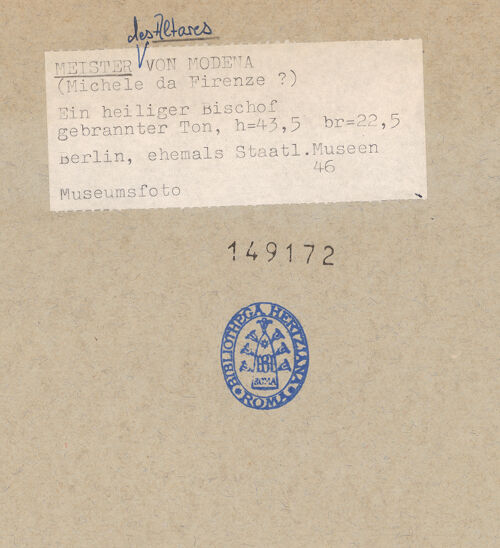 des Altares
MEISTER VON MODENA
(Michele da Firenze ?)
Ein heiliger Bischof
gebrannter Ton, h=43,5 br=22,5
Berlin, ehemals Staatl.Museen
46
Museumsfoto
149172
BIBLIOTHECA HERTZIANA
ROMA
ROMA